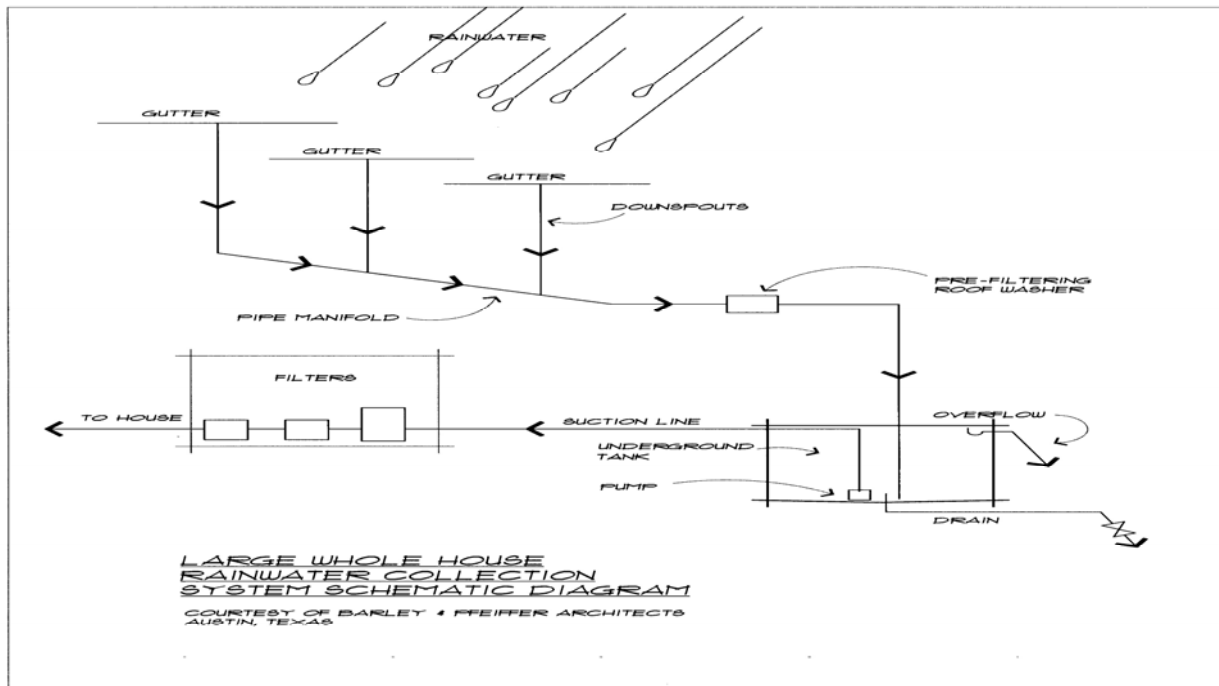 RAINWATER
GUTTER
GUTTER
GUTTER
DOWNSPOUTS
PRE-FILTERING
ROOF WASHER
PIPE MANIFOLD
FILTERS
TO HOUSE
SUCTION LINE
OVERFLOW
UNDERGROUND
TANK
PUMP
DRAIN
LARGE WHOLE HOUSE
RAINWATER COLLECTION
SYSTEM SCHEMATIC DIAGRAM
COURTESY OF BARLEY & PFEIFFER ARCHITECTS
AUSTIN, TEXAS